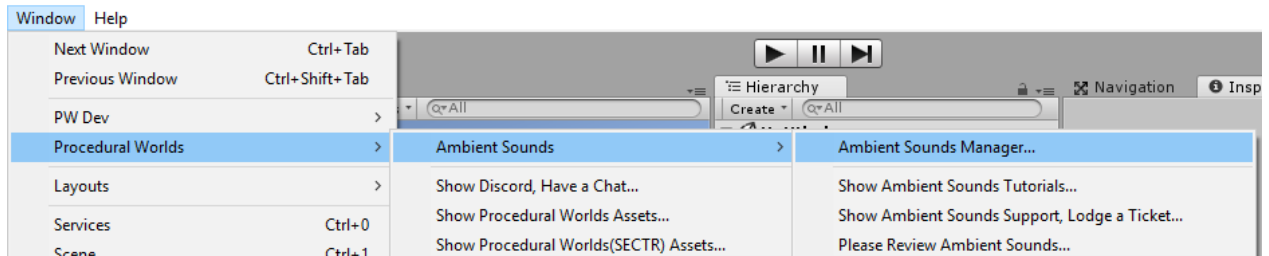 Window Help
Next Window Ctrl+Tab
Previous Window Ctrl+Shift+Tab
PW Dev
Procedural Worlds
Layouts
Services Ctrl+0
Scene Ctrl+1
Hierarchy
Navigation
Insp
All
Create
All
Ambient Sounds
Show Discord, Have a Chat...
Show Procedural Worlds Assets...
Show Procedural Worlds(SECTR) Assets...
Ambient Sounds Manager...
Show Ambient Sounds Tutorials...
Show Ambient Sounds Support, Lodge a Ticket...
Please Review Ambient Sounds...